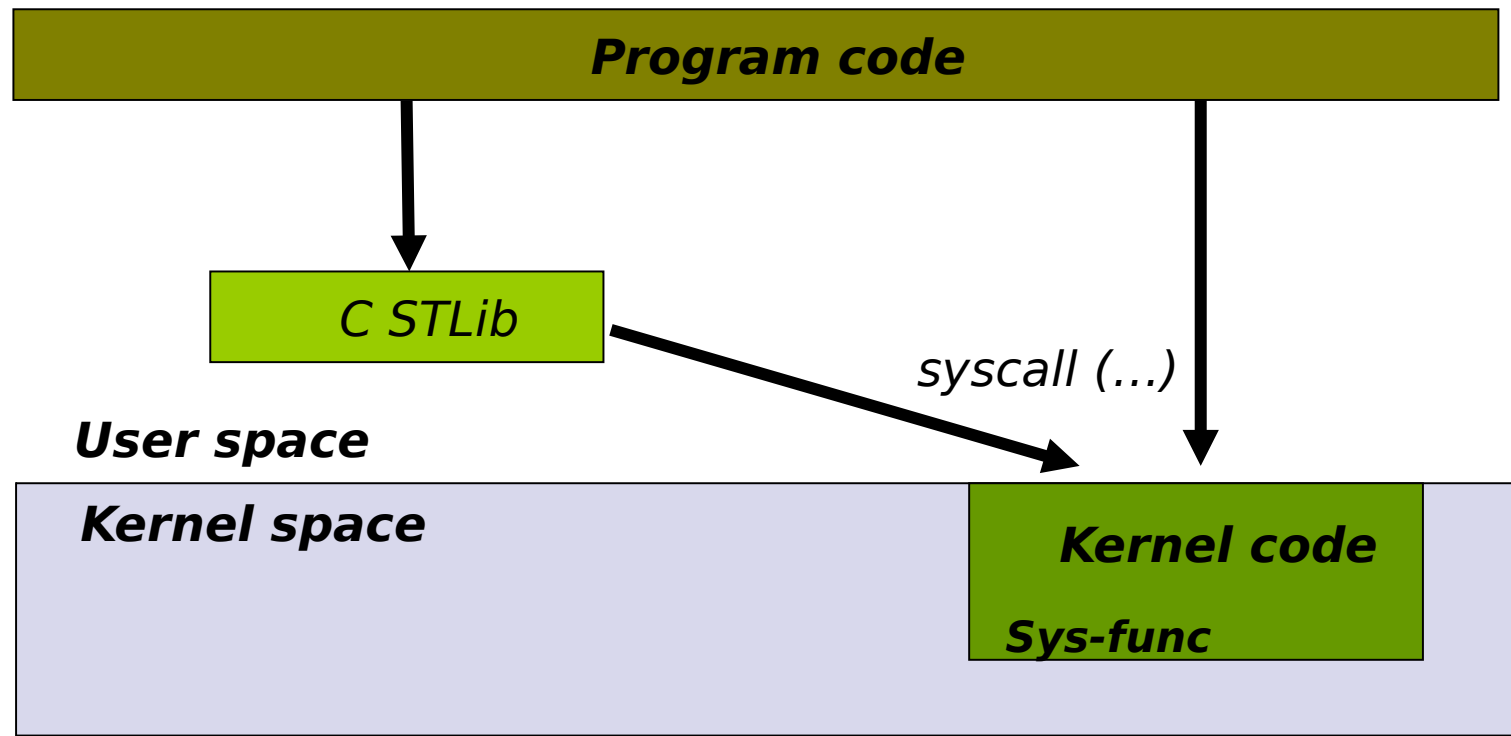 Program code
C STLib
syscall (...)
User space
Kernel space
Kernel code
Sys-func